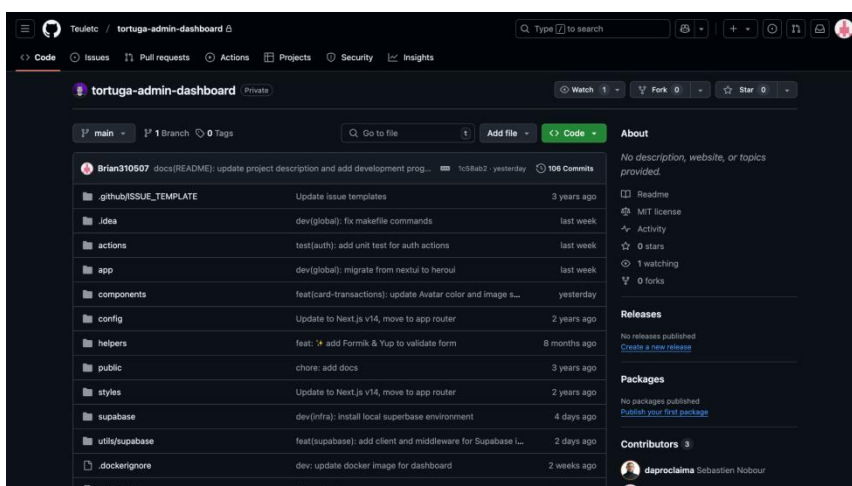 Teuletc / tortuga-admin-dashboard
Type / to search
Code Issues Pull requests Actions Projects Security Insights
tortuga-admin-dashboard Private
Watch 1 Fork 0 Star 0
main 1 Branch 0 Tags Go to file t Add file Code
About
No description, website, or topics
provided.
Brian310507 docs(README): update project description and add development prog... 1c58ab2 · yesterday 106 Commits
.github/ISSUE_TEMPLATE Update issue templates 3 years ago
.idea dev(global): fix makefile commands last week
actions test(auth): add unit test for auth actions last week
app dev(global): migrate from nextui to heroui last week
components feat(card-transactions): update Avatar color and image s... yesterday
config Update to Next.js v14, move to app router 2 years ago
helpers feat: ✨ add Formik & Yup to validate form 8 months ago
public chore: add docs 3 years ago
styles Update to Next.js v14, move to app router 2 years ago
supabase dev(infra): install local superbase environment 4 days ago
utils/supabase feat(supabase): add client and middleware for Supabase i... 2 days ago
.dockerignore dev: update docker image for dashboard 2 weeks ago
Readme
MIT license
Activity
0 stars
1 watching
0 forks
Releases
No releases published
Create a new release
Packages
No packages published
Publish your first package
Contributors 3
daproclaima Sebastien Nobour